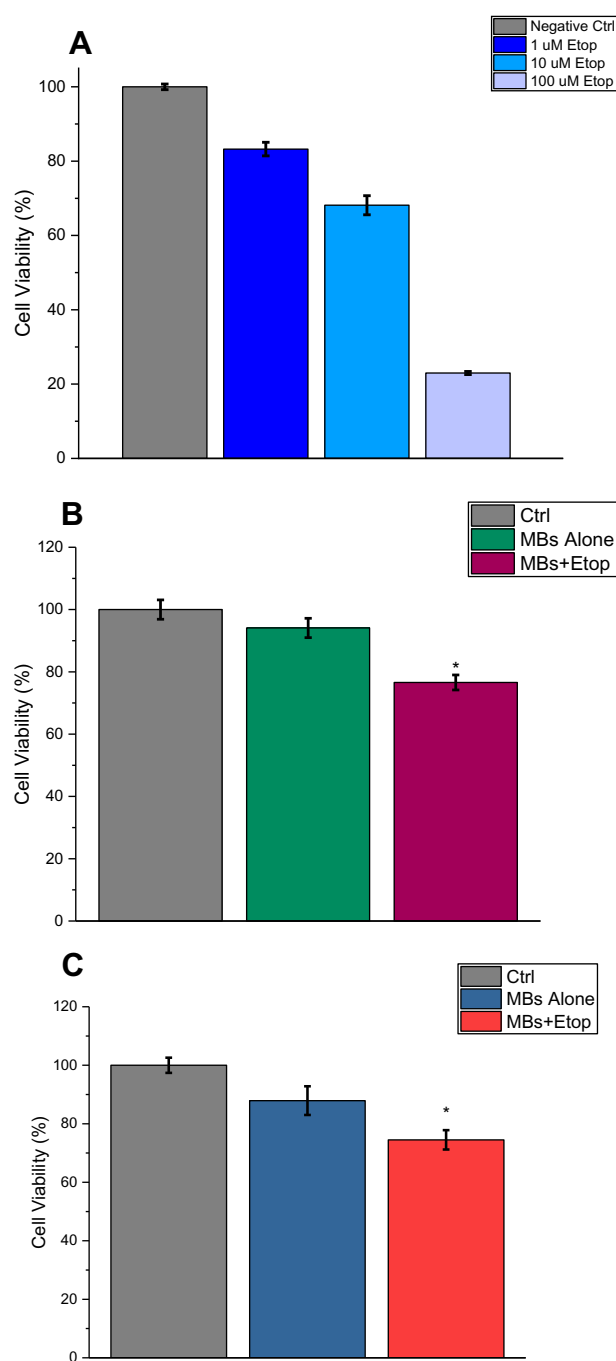 A
Negative Ctrl
1 uM Etop
10 uM Etop
100 uM Etop
100
80
60
40
20
0
Cell Viability (%)
B
Ctrl
MBs Alone
MBs+Etop
120
100
80
60
40
20
0
Cell Viability (%)
*
C
Ctrl
MBs Alone
MBs+Etop
120
100
80
60
40
20
0
Cell Viability (%)
*